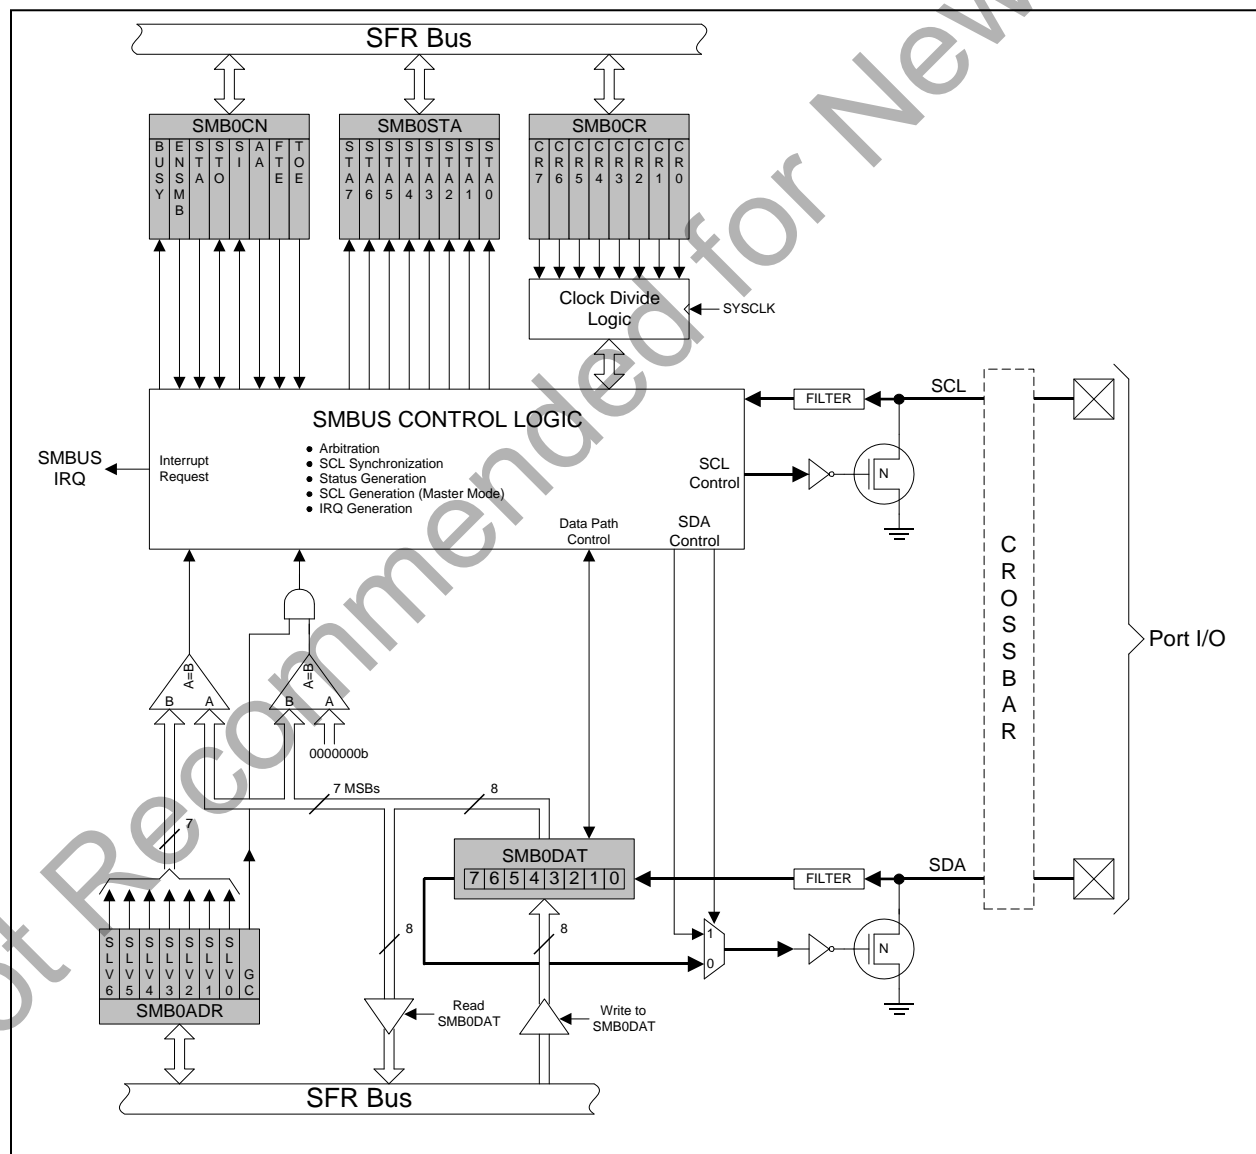 SFR Bus
SMB0CN
BUSY
ENSMB
STA
STO
SI
AA
FTE
TOE
SMB0STA
STA7
STA6
STA5
STA4
STA3
STA2
STA1
STA0
SMB0CR
CR7
CR6
CR5
CR4
CR3
CR2
CR1
CR0
Clock Divide
Logic
SYSCLK
SMBUS CONTROL LOGIC
● Arbitration
● SCL Synchronization
● Status Generation
● SCL Generation (Master Mode)
● IRQ Generation
SMBUS
IRQ
Interrupt
Request
SCL
Control
Data Path
Control
SDA
Control
FILTER
SCL
N
CROSSBAR
Port I/O
A=B
B
A
A=B
B
A
0000000b
7 MSBs
8
7
SMB0DAT
7 6 5 4 3 2 1 0
FILTER
SDA
8
8
1
0
N
SLV6
SLV5
SLV4
SLV3
SLV2
SLV1
SLV0
GC
SMB0ADR
Read
SMB0DAT
Write to
SMB0DAT
SFR Bus
Not Recommended for New